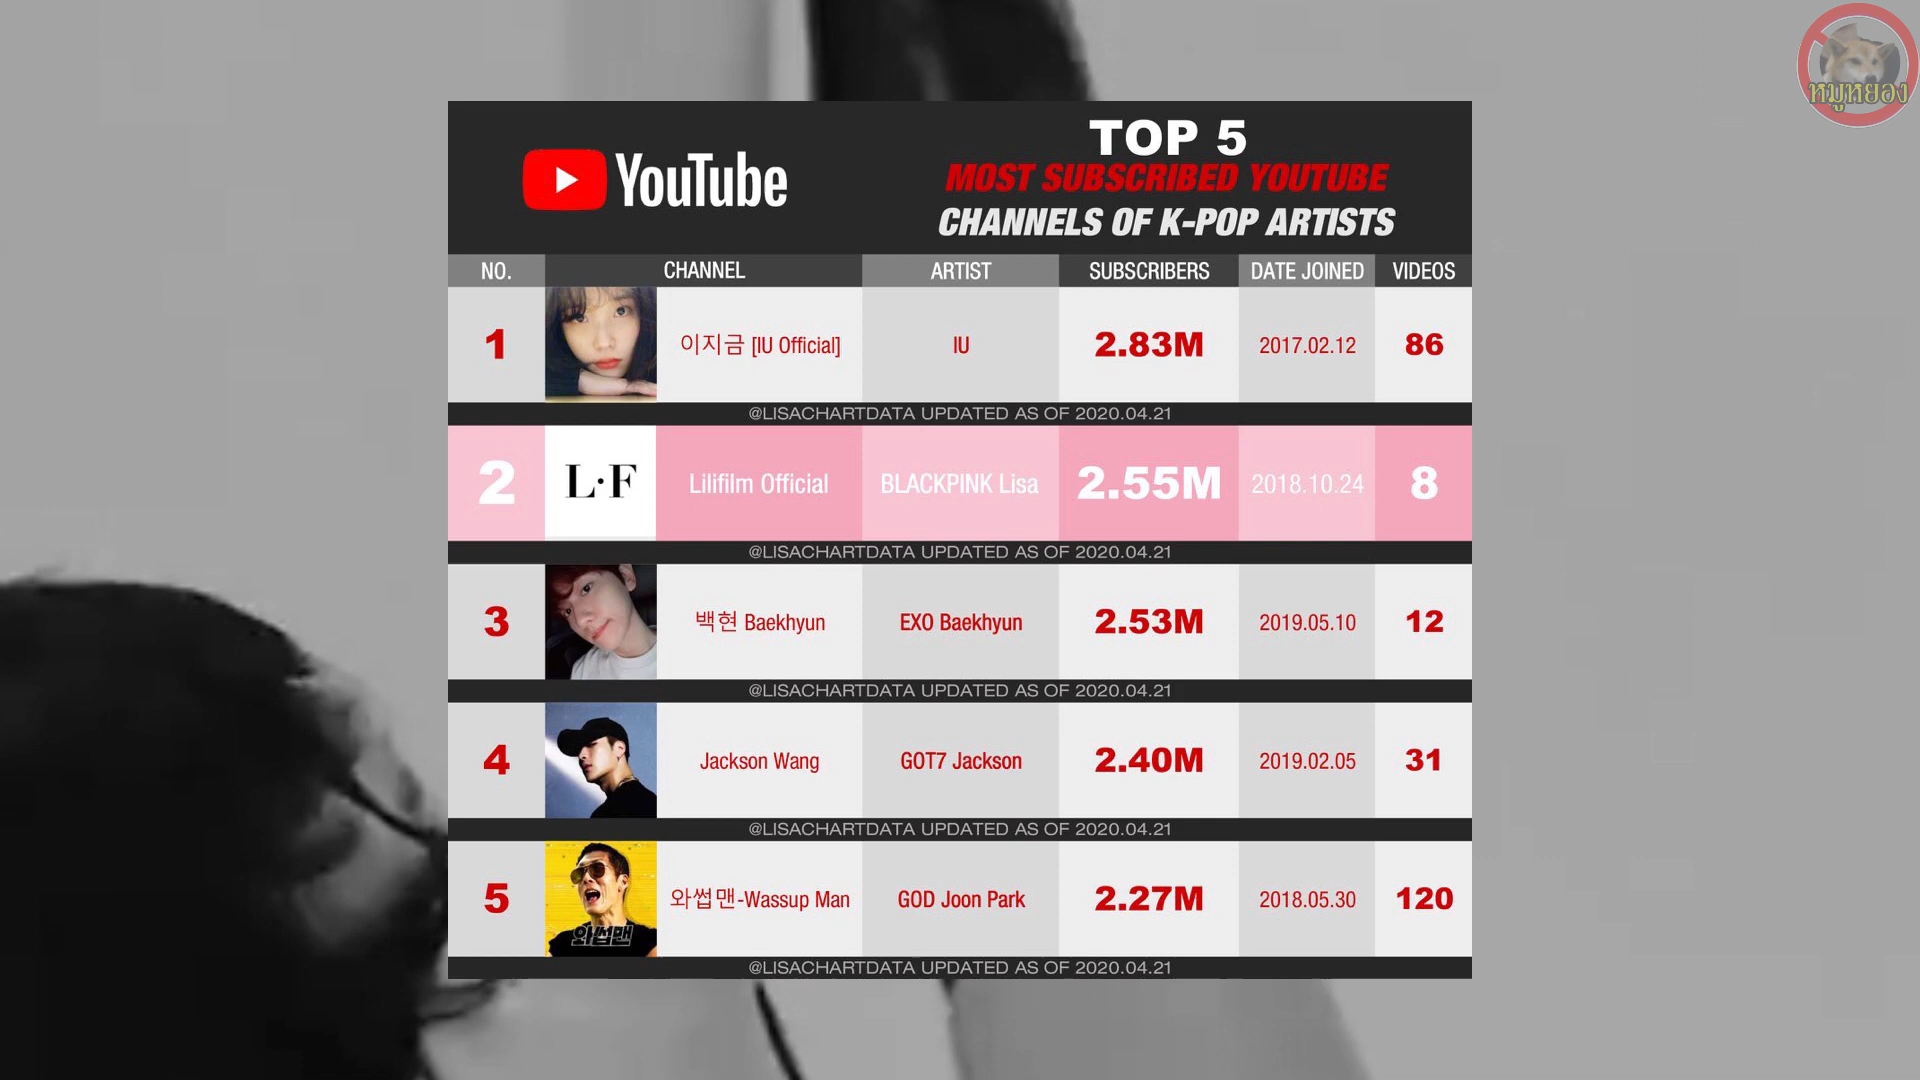 หมูหยอง
YouTube
TOP 5
MOST SUBSCRIBED YOUTUBE
CHANNELS OF K-POP ARTISTS
NO. CHANNEL ARTIST SUBSCRIBERS DATE JOINED VIDEOS
1 이지금 [IU Official] IU 2.83M 2017.02.12 86
@LISACHARTDATA UPDATED AS OF 2020.04.21
2 L·F Lilifilm Official BLACKPINK Lisa 2.55M 2018.10.24 8
@LISACHARTDATA UPDATED AS OF 2020.04.21
3 백현 Baekhyun EXO Baekhyun 2.53M 2019.05.10 12
@LISACHARTDATA UPDATED AS OF 2020.04.21
4 Jackson Wang GOT7 Jackson 2.40M 2019.02.05 31
@LISACHARTDATA UPDATED AS OF 2020.04.21
5 와썹맨 와썹맨-Wassup Man GOD Joon Park 2.27M 2018.05.30 120
@LISACHARTDATA UPDATED AS OF 2020.04.21